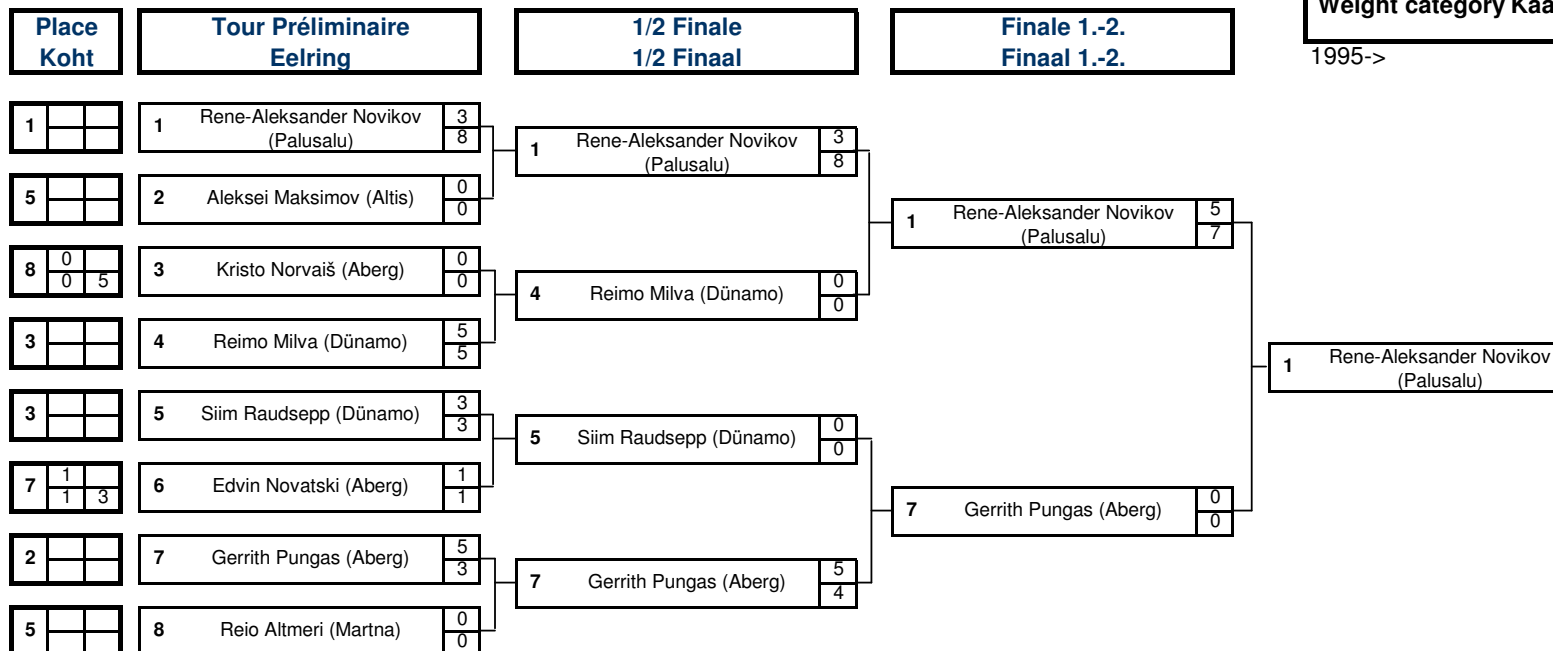 Place
Koht
Tour Préliminaire
Eelring
1/2 Finale
1/2 Finaal
Finale 1.-2.
Finaal 1.-2.
Weight category Kaa
1995->
1
1 Rene-Aleksander Novikov 3
(Palusalu) 8
5
2 Aleksei Maksimov (Altis) 0
0
8 0
0 5
3 Kristo Norvaiš (Aberg) 0
0
3
4 Reimo Milva (Dünamo) 5
5
3
5 Siim Raudsepp (Dünamo) 3
3
7 1
1 3
6 Edvin Novatski (Aberg) 1
1
2
7 Gerrith Pungas (Aberg) 5
3
5
8 Reio Altmeri (Martna) 0
0
1 Rene-Aleksander Novikov 3
(Palusalu) 8
4 Reimo Milva (Dünamo) 0
0
5 Siim Raudsepp (Dünamo) 0
0
7 Gerrith Pungas (Aberg) 5
4
1 Rene-Aleksander Novikov 5
(Palusalu) 7
7 Gerrith Pungas (Aberg) 0
0
1 Rene-Aleksander Novikov
(Palusalu)